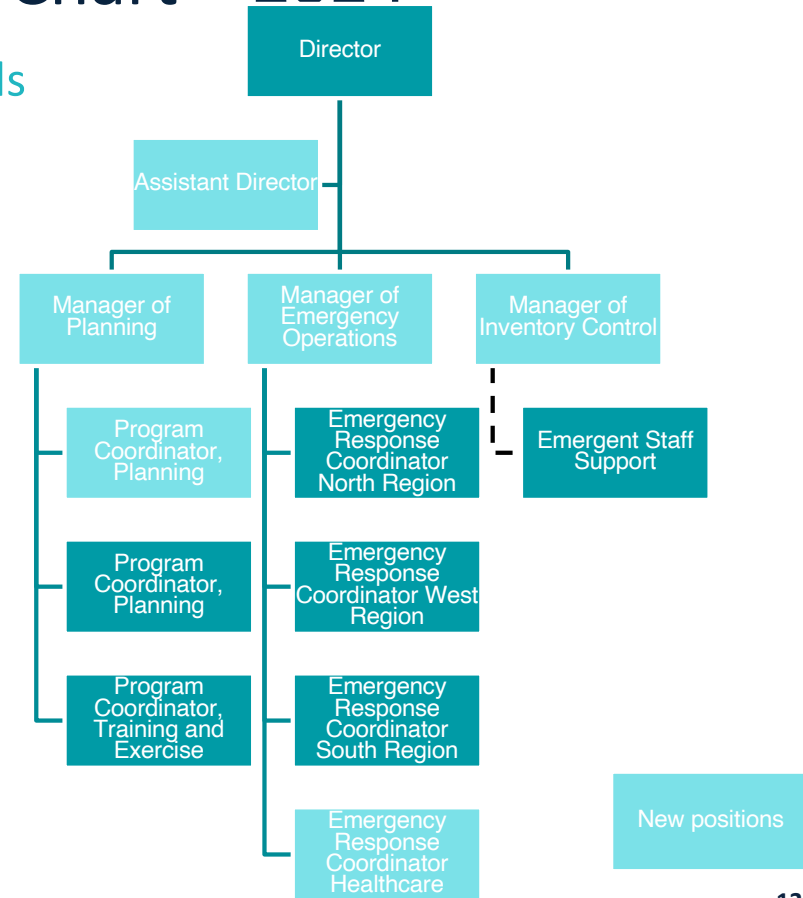 Chart
Director
ls
Assistant Director
Manager of
Planning
Manager of
Emergency
Operations
Manager of
Inventory Control
Program
Coordinator,
Planning
Emergency
Response
Coordinator
North Region
Emergent Staff
Support
Program
Coordinator,
Planning
Emergency
Response
Coordinator West
Region
Program
Coordinator,
Training and
Exercise
Emergency
Response
Coordinator
South Region
New positions
Emergency
Response
Coordinator
Healthcare